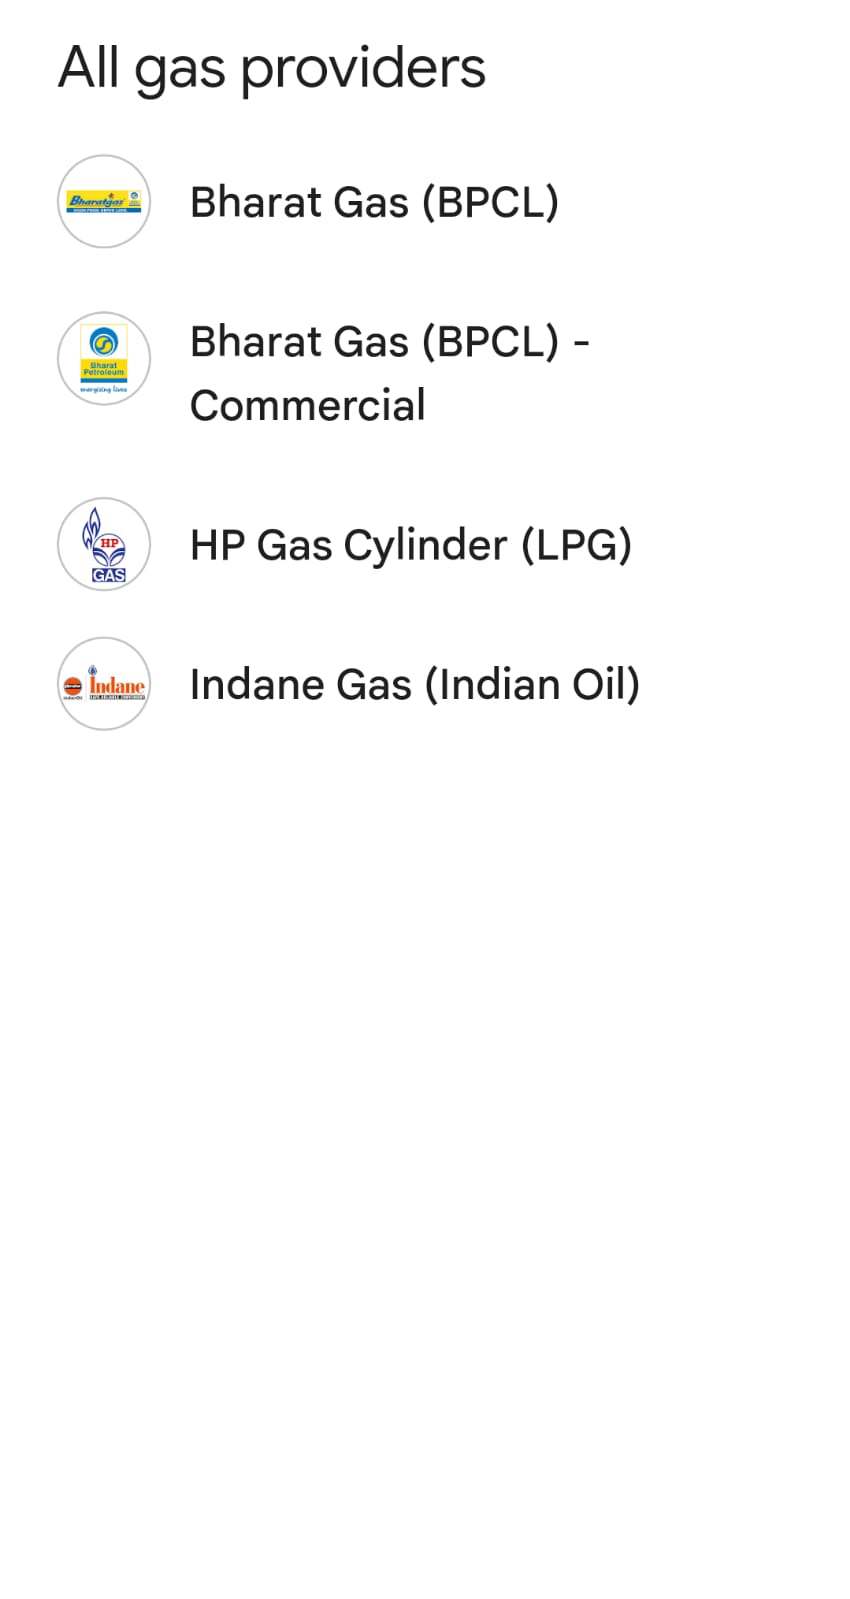 All gas providers
Bharatgas
Bharat Gas (BPCL)
Bharat
Petroleum
energising lives
Bharat Gas (BPCL) -
Commercial
HP
GAS
HP Gas Cylinder (LPG)
Indane
Indane Gas (Indian Oil)